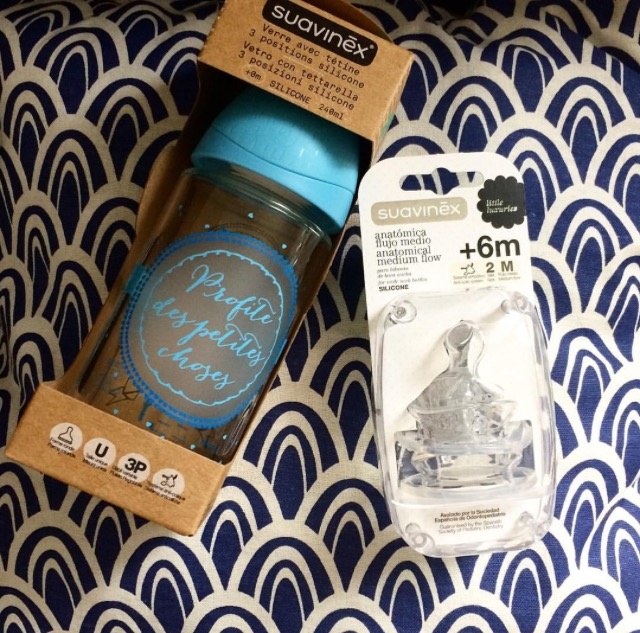 suavinex
Verre avec tétine
3 positions silicone
Vetro con tettarella
3 posizioni silicone
+0m SILICONE 240ml
Profite
des petites
choses
U
3P
suavinex
little
luxuries
anatómica
flujo medio
anatomical
medium flow
SILICONE
+6m
2 M
Avalado por la Sociedad
Española de Odontopediatría
Guaranteed by the Spanish
Society of Pediatric Dentistry